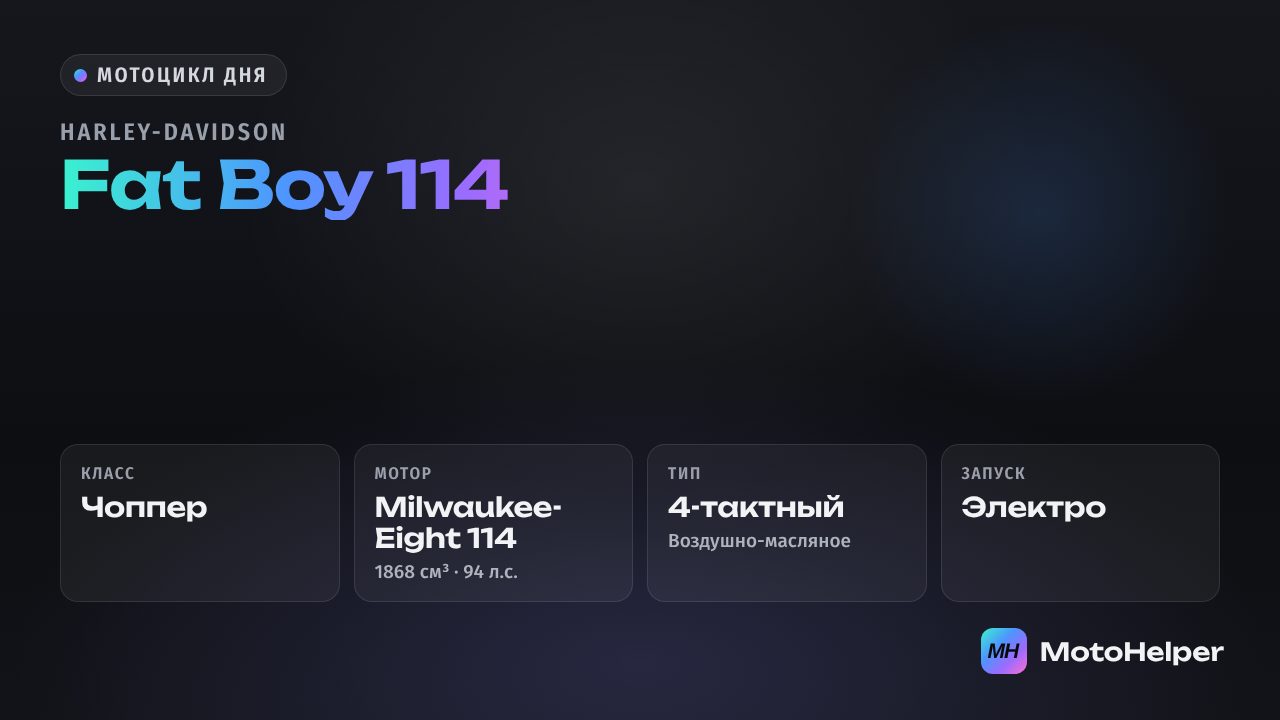 МОТОЦИКЛ ДНЯ
HARLEY-DAVIDSON
Fat Boy 114
КЛАСС
Чоппер
МОТОР
Milwaukee-
Eight 114
1868 см³ · 94 л.с.
ТИП
4-тактный
Воздушно-масляное
ЗАПУСК
Электро
MH MotoHelper